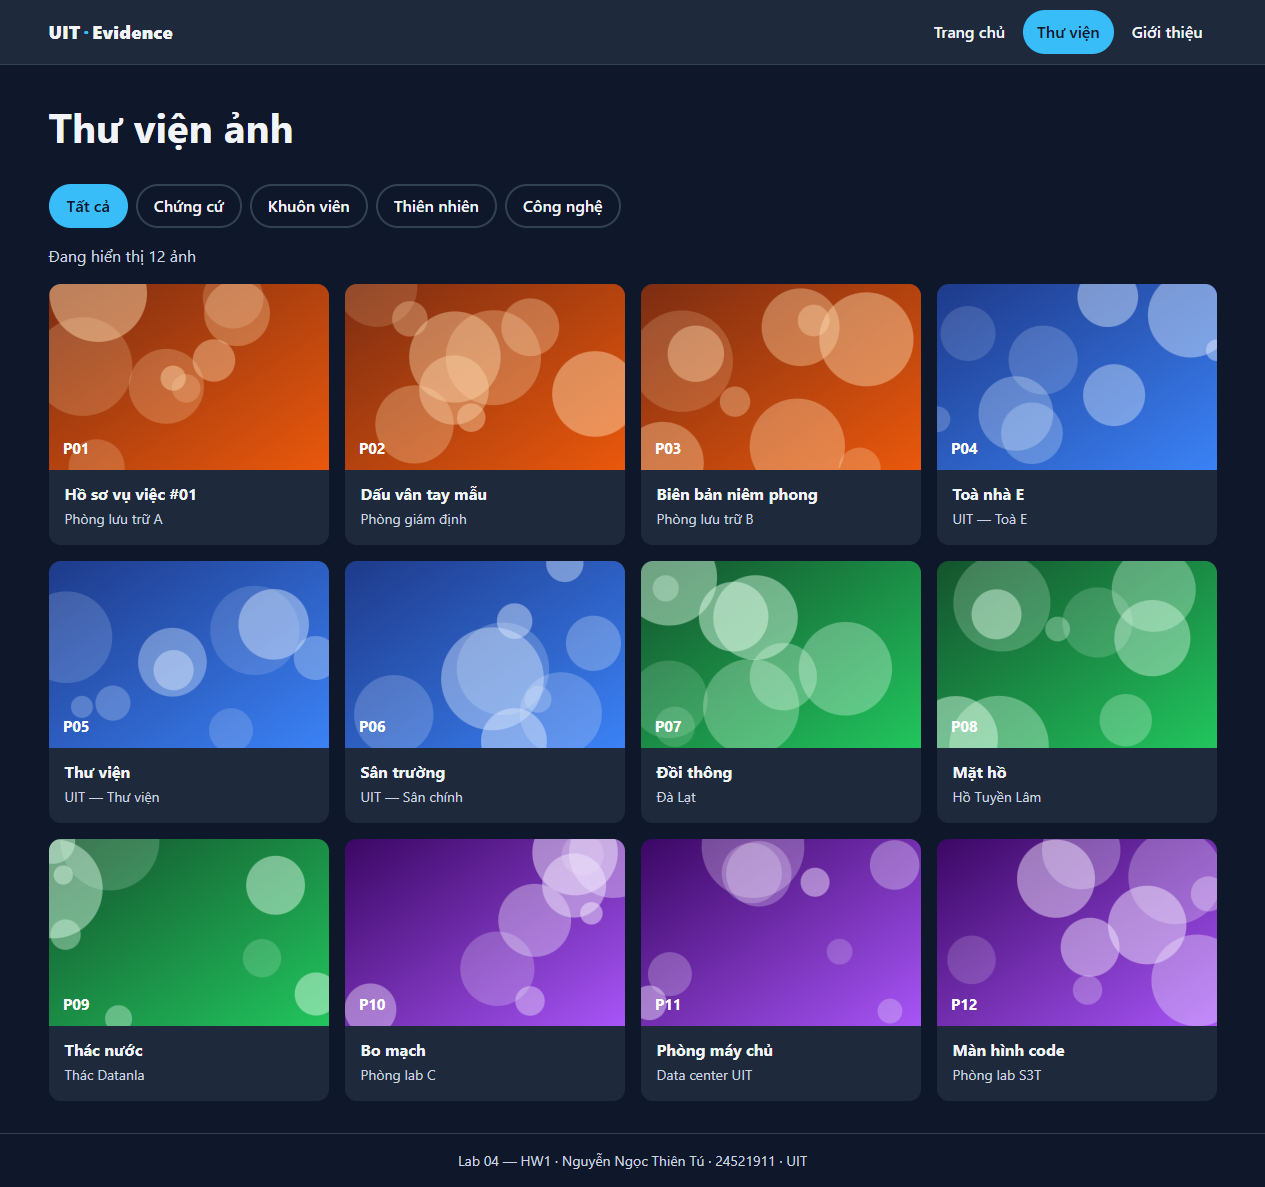 UIT · Evidence
Trang chủ Thư viện Giới thiệu
Thư viện ảnh
Tất cả Chứng cứ Khuôn viên Thiên nhiên Công nghệ
Đang hiển thị 12 ảnh
P01 P02 P03 P04
Hồ sơ vụ việc #01
Phòng lưu trữ A
Dấu vân tay mẫu
Phòng giám định
Biên bản niêm phong
Phòng lưu trữ B
Toà nhà E
UIT — Toà E
P05 P06 P07 P08
Thư viện
UIT — Thư viện
Sân trường
UIT — Sân chính
Đồi thông
Đà Lạt
Mặt hồ
Hồ Tuyền Lâm
P09 P10 P11 P12
Thác nước
Thác Datanla
Bo mạch
Phòng lab C
Phòng máy chủ
Data center UIT
Màn hình code
Phòng lab S3T
Lab 04 — HW1 · Nguyễn Ngọc Thiên Tú · 24521911 · UIT